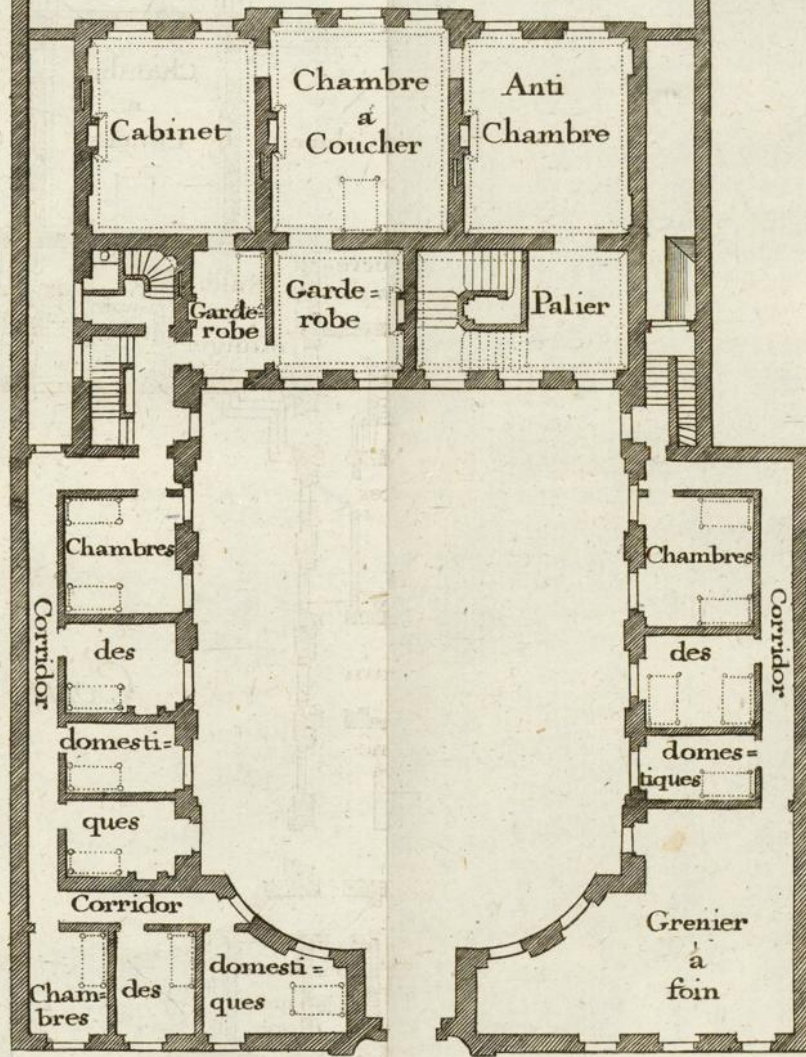 Cabinet
Chambre
à
Coucher
Anti
Chambre
Garde=
robe
Garde=
robe
Palier
Corridor
Chambres
des
domesti=
ques
Corridor
Cham=
bres
des
domesti=
ques
Chambres
des
domes=
tiques
Corridor
Grenier
à
foin